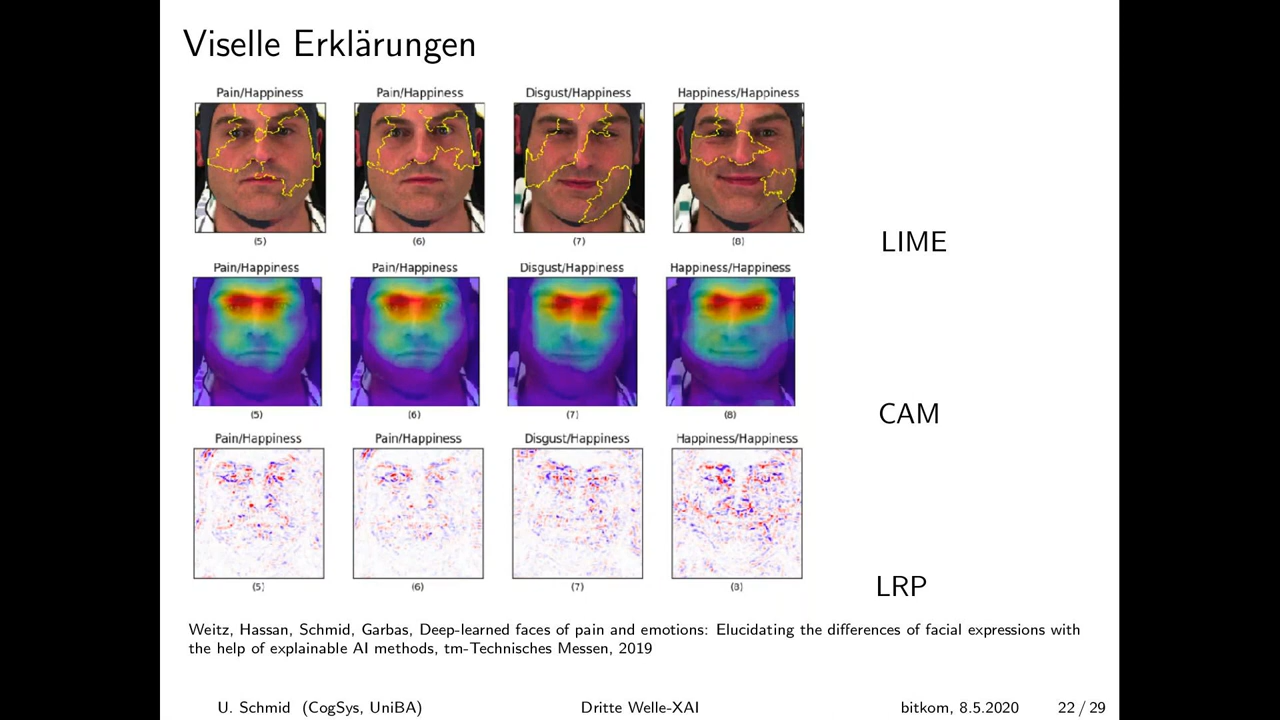 Viselle Erklärungen
Pain/Happiness Pain/Happiness Disgust/Happiness Happiness/Happiness
(5) (6) (7) (8)
LIME
Pain/Happiness Pain/Happiness Disgust/Happiness Happiness/Happiness
(5) (6) (7) (8)
CAM
Pain/Happiness Pain/Happiness Disgust/Happiness Happiness/Happiness
(5) (6) (7) (8)
LRP
Weitz, Hassan, Schmid, Garbas, Deep-learned faces of pain and emotions: Elucidating the differences of facial expressions with
the help of explainable AI methods, tm-Technisches Messen, 2019
U. Schmid (CogSys, UniBA) Dritte Welle-XAI bitkom, 8.5.2020 22 / 29